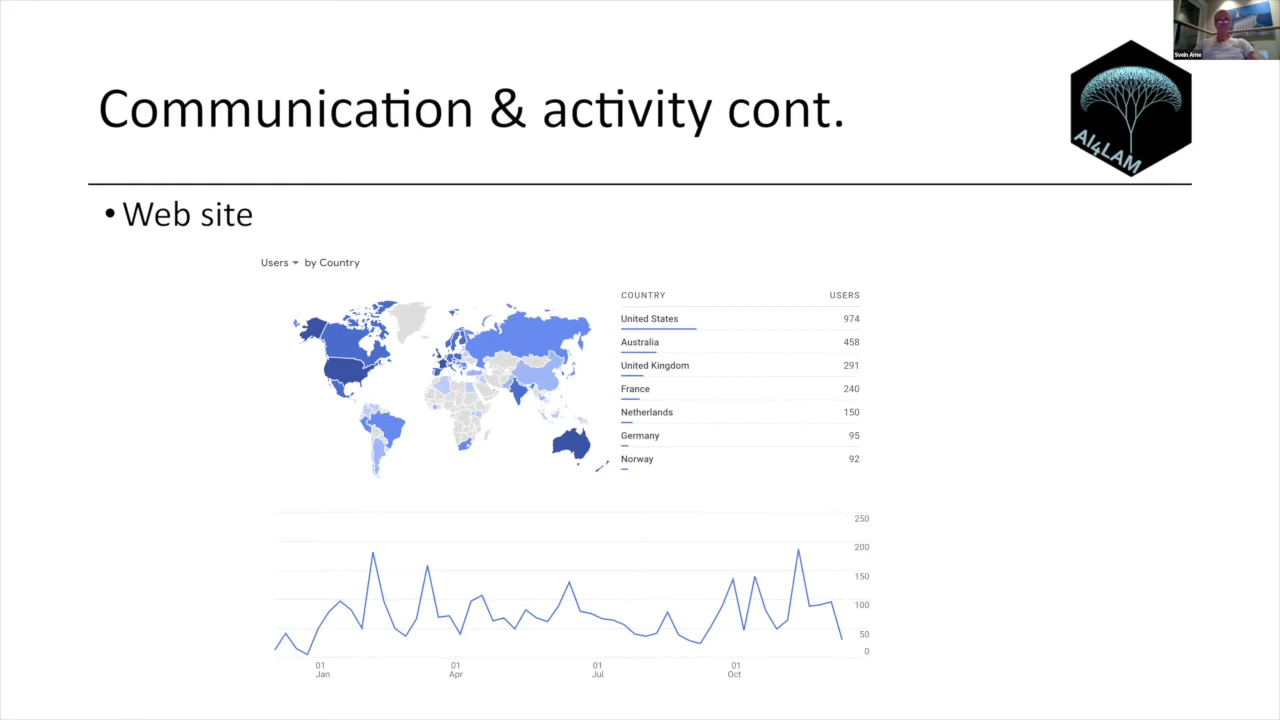 Svein Arne
AI4LAM
Communication & activity cont.
• Web site
Users by Country
COUNTRY USERS
United States 974
Australia 458
United Kingdom 291
France 240
Netherlands 150
Germany 95
Norway 92
250
200
150
100
50
0
01 01 01 01
Jan Apr Jul Oct